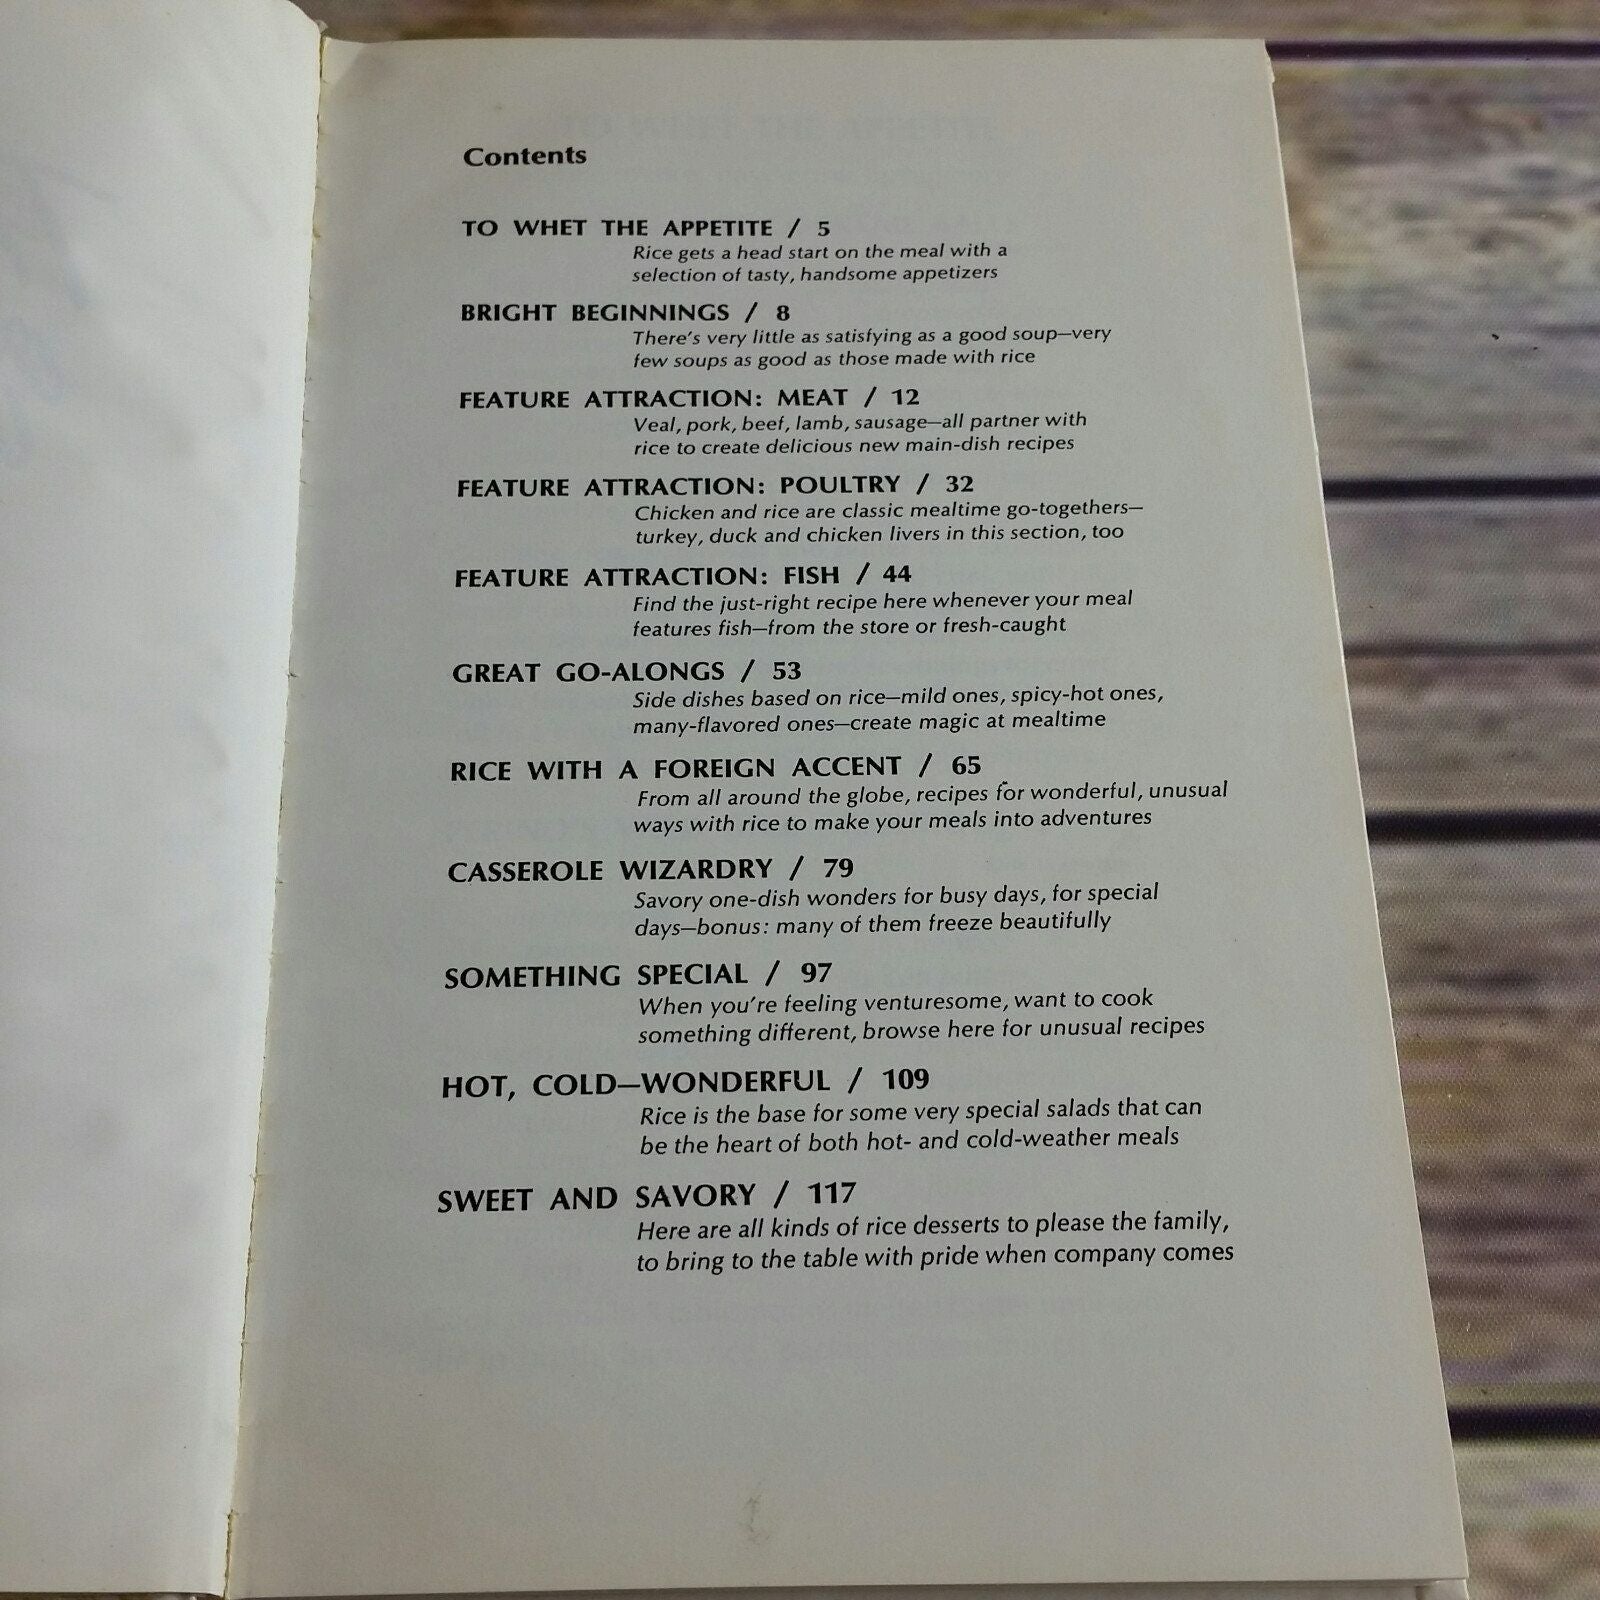 Contents
TO WHET THE APPETITE / 5
Rice gets a head start on the meal with a
selection of tasty, handsome appetizers
BRIGHT BEGINNINGS / 8
There's very little as satisfying as a good soup—very
few soups as good as those made with rice
FEATURE ATTRACTION: MEAT / 12
Veal, pork, beef, lamb, sausage—all partner with
rice to create delicious new main-dish recipes
FEATURE ATTRACTION: POULTRY / 32
Chicken and rice are classic mealtime go-togethers—
turkey, duck and chicken livers in this section, too
FEATURE ATTRACTION: FISH / 44
Find the just-right recipe here whenever your meal
features fish—from the store or fresh-caught
GREAT GO-ALONGS / 53
Side dishes based on rice—mild ones, spicy-hot ones,
many-flavored ones—create magic at mealtime
RICE WITH A FOREIGN ACCENT / 65
From all around the globe, recipes for wonderful, unusual
ways with rice to make your meals into adventures
CASSEROLE WIZARDRY / 79
Savory one-dish wonders for busy days, for special
days—bonus: many of them freeze beautifully
SOMETHING SPECIAL / 97
When you're feeling venturesome, want to cook
something different, browse here for unusual recipes
HOT, COLD—WONDERFUL / 109
Rice is the base for some very special salads that can
be the heart of both hot- and cold-weather meals
SWEET AND SAVORY / 117
Here are all kinds of rice desserts to please the family,
to bring to the table with pride when company comes